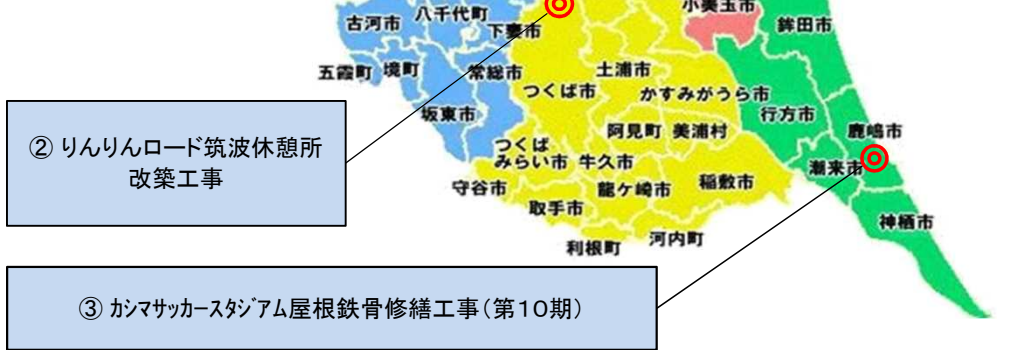 小美玉市
八千代町
古河市
鉾田市
下妻市
五霞町
境町
常総市
土浦市
つくば市
かすみがうら市
坂東市
行方市
② りんりんロード筑波休憩所
改築工事
阿見町
美浦村
鹿嶋市
つくば
みらい市
牛久市
潮来市
守谷市
龍ケ崎市
稲敷市
取手市
神栖市
利根町
河内町
③ ｶｼﾏｻｯｶｰｽﾀｼﾞｱﾑ屋根鉄骨修繕工事（第１０期）